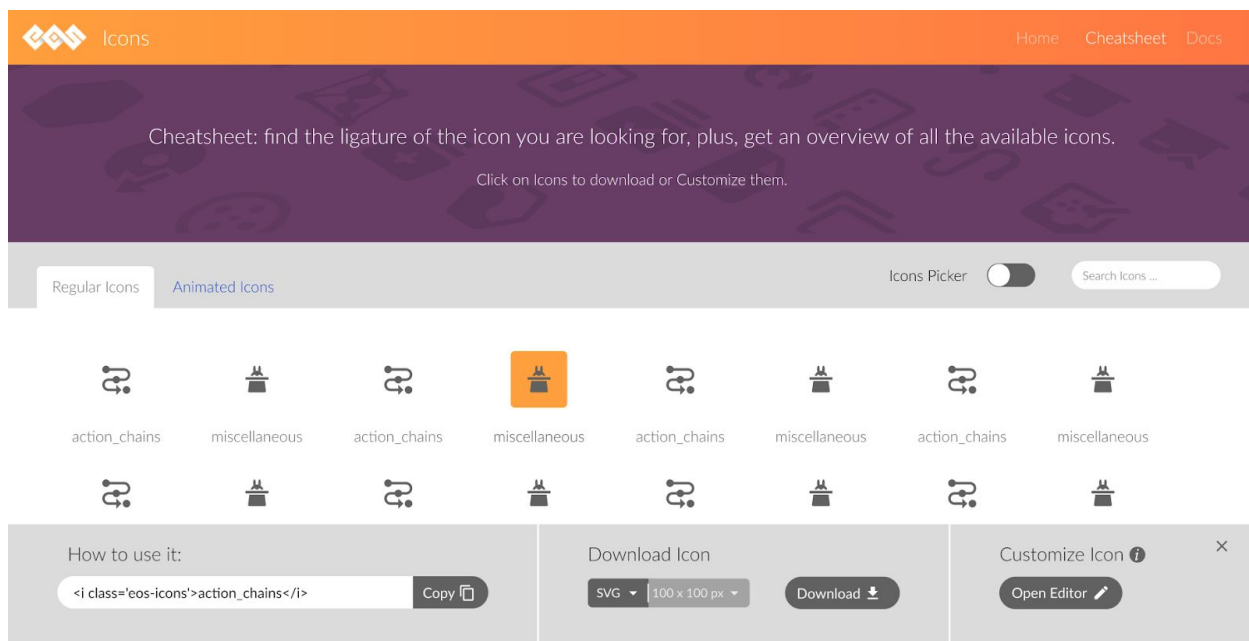 eos Icons
Home Cheatsheet Docs
Cheatsheet: find the ligature of the icon you are looking for, plus, get an overview of all the available icons.
Click on Icons to download or Customize them.
Regular Icons Animated Icons Icons Picker Search Icons ...
action_chains miscellaneous action_chains miscellaneous action_chains miscellaneous action_chains miscellaneous
How to use it:
<i class='eos-icons'>action_chains</i> Copy
Download Icon
SVG 100 x 100 px Download
Customize Icon i
Open Editor